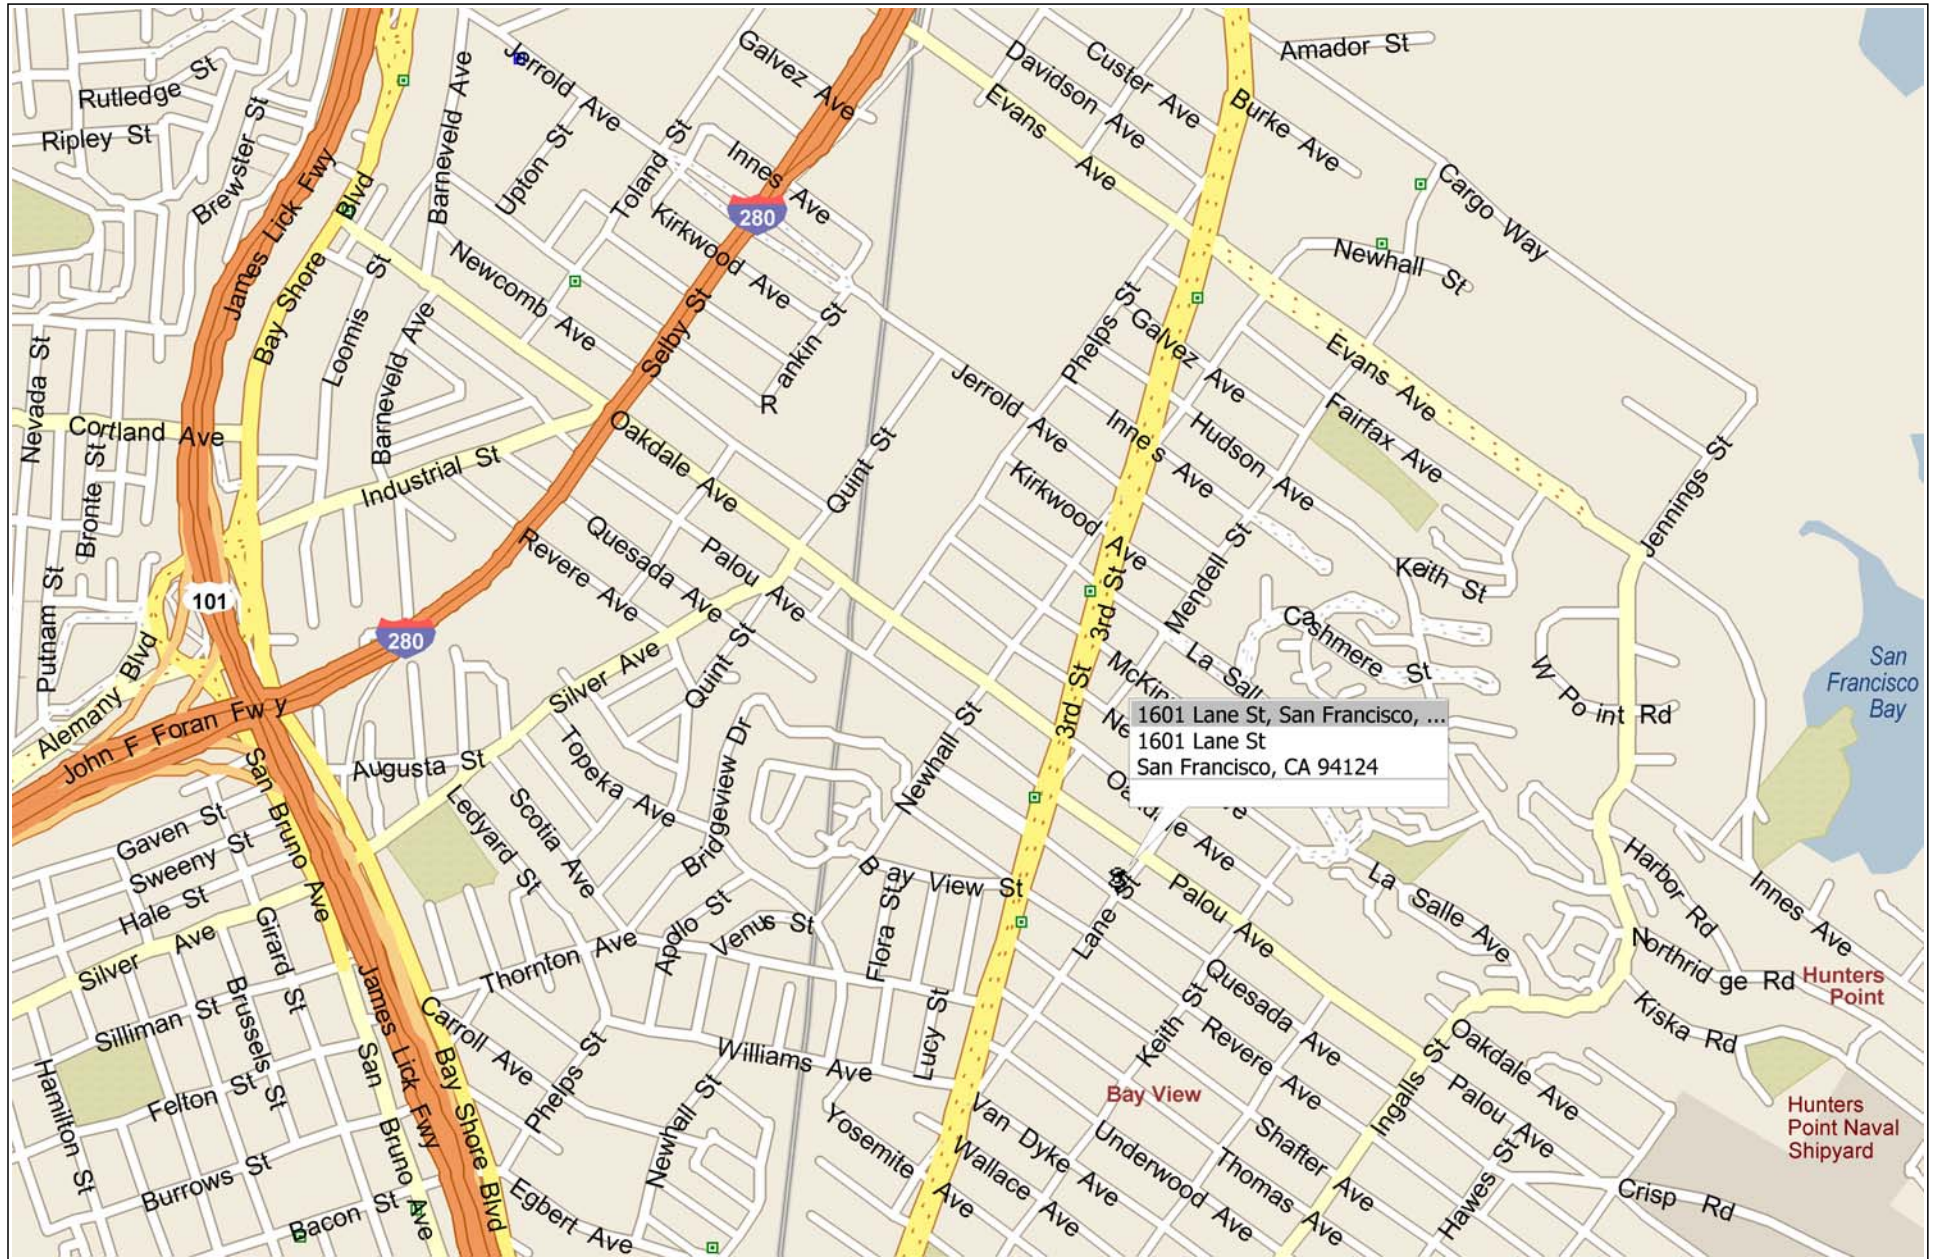 Amador St
Galvez Ave
Jerrold Ave
Davidson Ave
Custer Ave
Rutledge St
Ripley St
Brewster St
James Lick Fwy
Barneveld Ave
Upton St
Toland St
Innes Ave
Evans Ave
Burke Ave
Cargo Way
Bay Shore Blvd
280
Kirkwood Ave
Newcomb Ave
Newhall St
Loomis St
Barneveld Ave
Selby St
Rankin St
Phelps St
Galvez Ave
Evans Ave
Nevada St
Cortland Ave
Bronte St
Industrial St
Oakdale Ave
Quint St
Jerrold Ave
Innes Ave
Hudson Ave
Fairfax Ave
Jennings St
Kirkwood Ave
Revere Ave
Quesada Ave
Palou Ave
3rd St
Mendell St
Keith St
Putnam St
101
280
Alemany Blvd
Silver Ave
Quint St
Cashmere St
La Sall
McKin
W Point Rd
San
Francisco
Bay
John F Foran Fwy
Augusta St
Topeka Ave
Bridgeview Dr
Newhall St
3rd St
Ne
1601 Lane St, San Francisco, ...
1601 Lane St
San Francisco, CA 94124
Oakdale Ave
San Bruno Ave
Gaven St
Sweeny St
Hale St
Silver Ave
Girard St
Ledyard St
Scotia Ave
Bay View St
Flora St
Apollo St
Venus St
Thornton Ave
Lane St
Palou Ave
La Salle Ave
Harbor Rd
Innes Ave
Northridge Rd
Hunters
Point
Kiska Rd
Silliman St
Brussels St
Felton St
Hamilton St
James Lick Fwy
San Bruno Ave
Bay Shore Blvd
Carroll Ave
Phelps St
Williams Ave
Lucy St
Newhall St
Keith St
Quesada Ave
Revere Ave
Bay View
Ingalls St
Oakdale Ave
Palou Ave
Hunters
Point Naval
Shipyard
Burrows St
Bacon St
Egbert Ave
Yosemite Ave
Van Dyke Ave
Wallace Ave
Underwood Ave
Thomas Ave
Shafter Ave
Hawes St
Crisp Rd